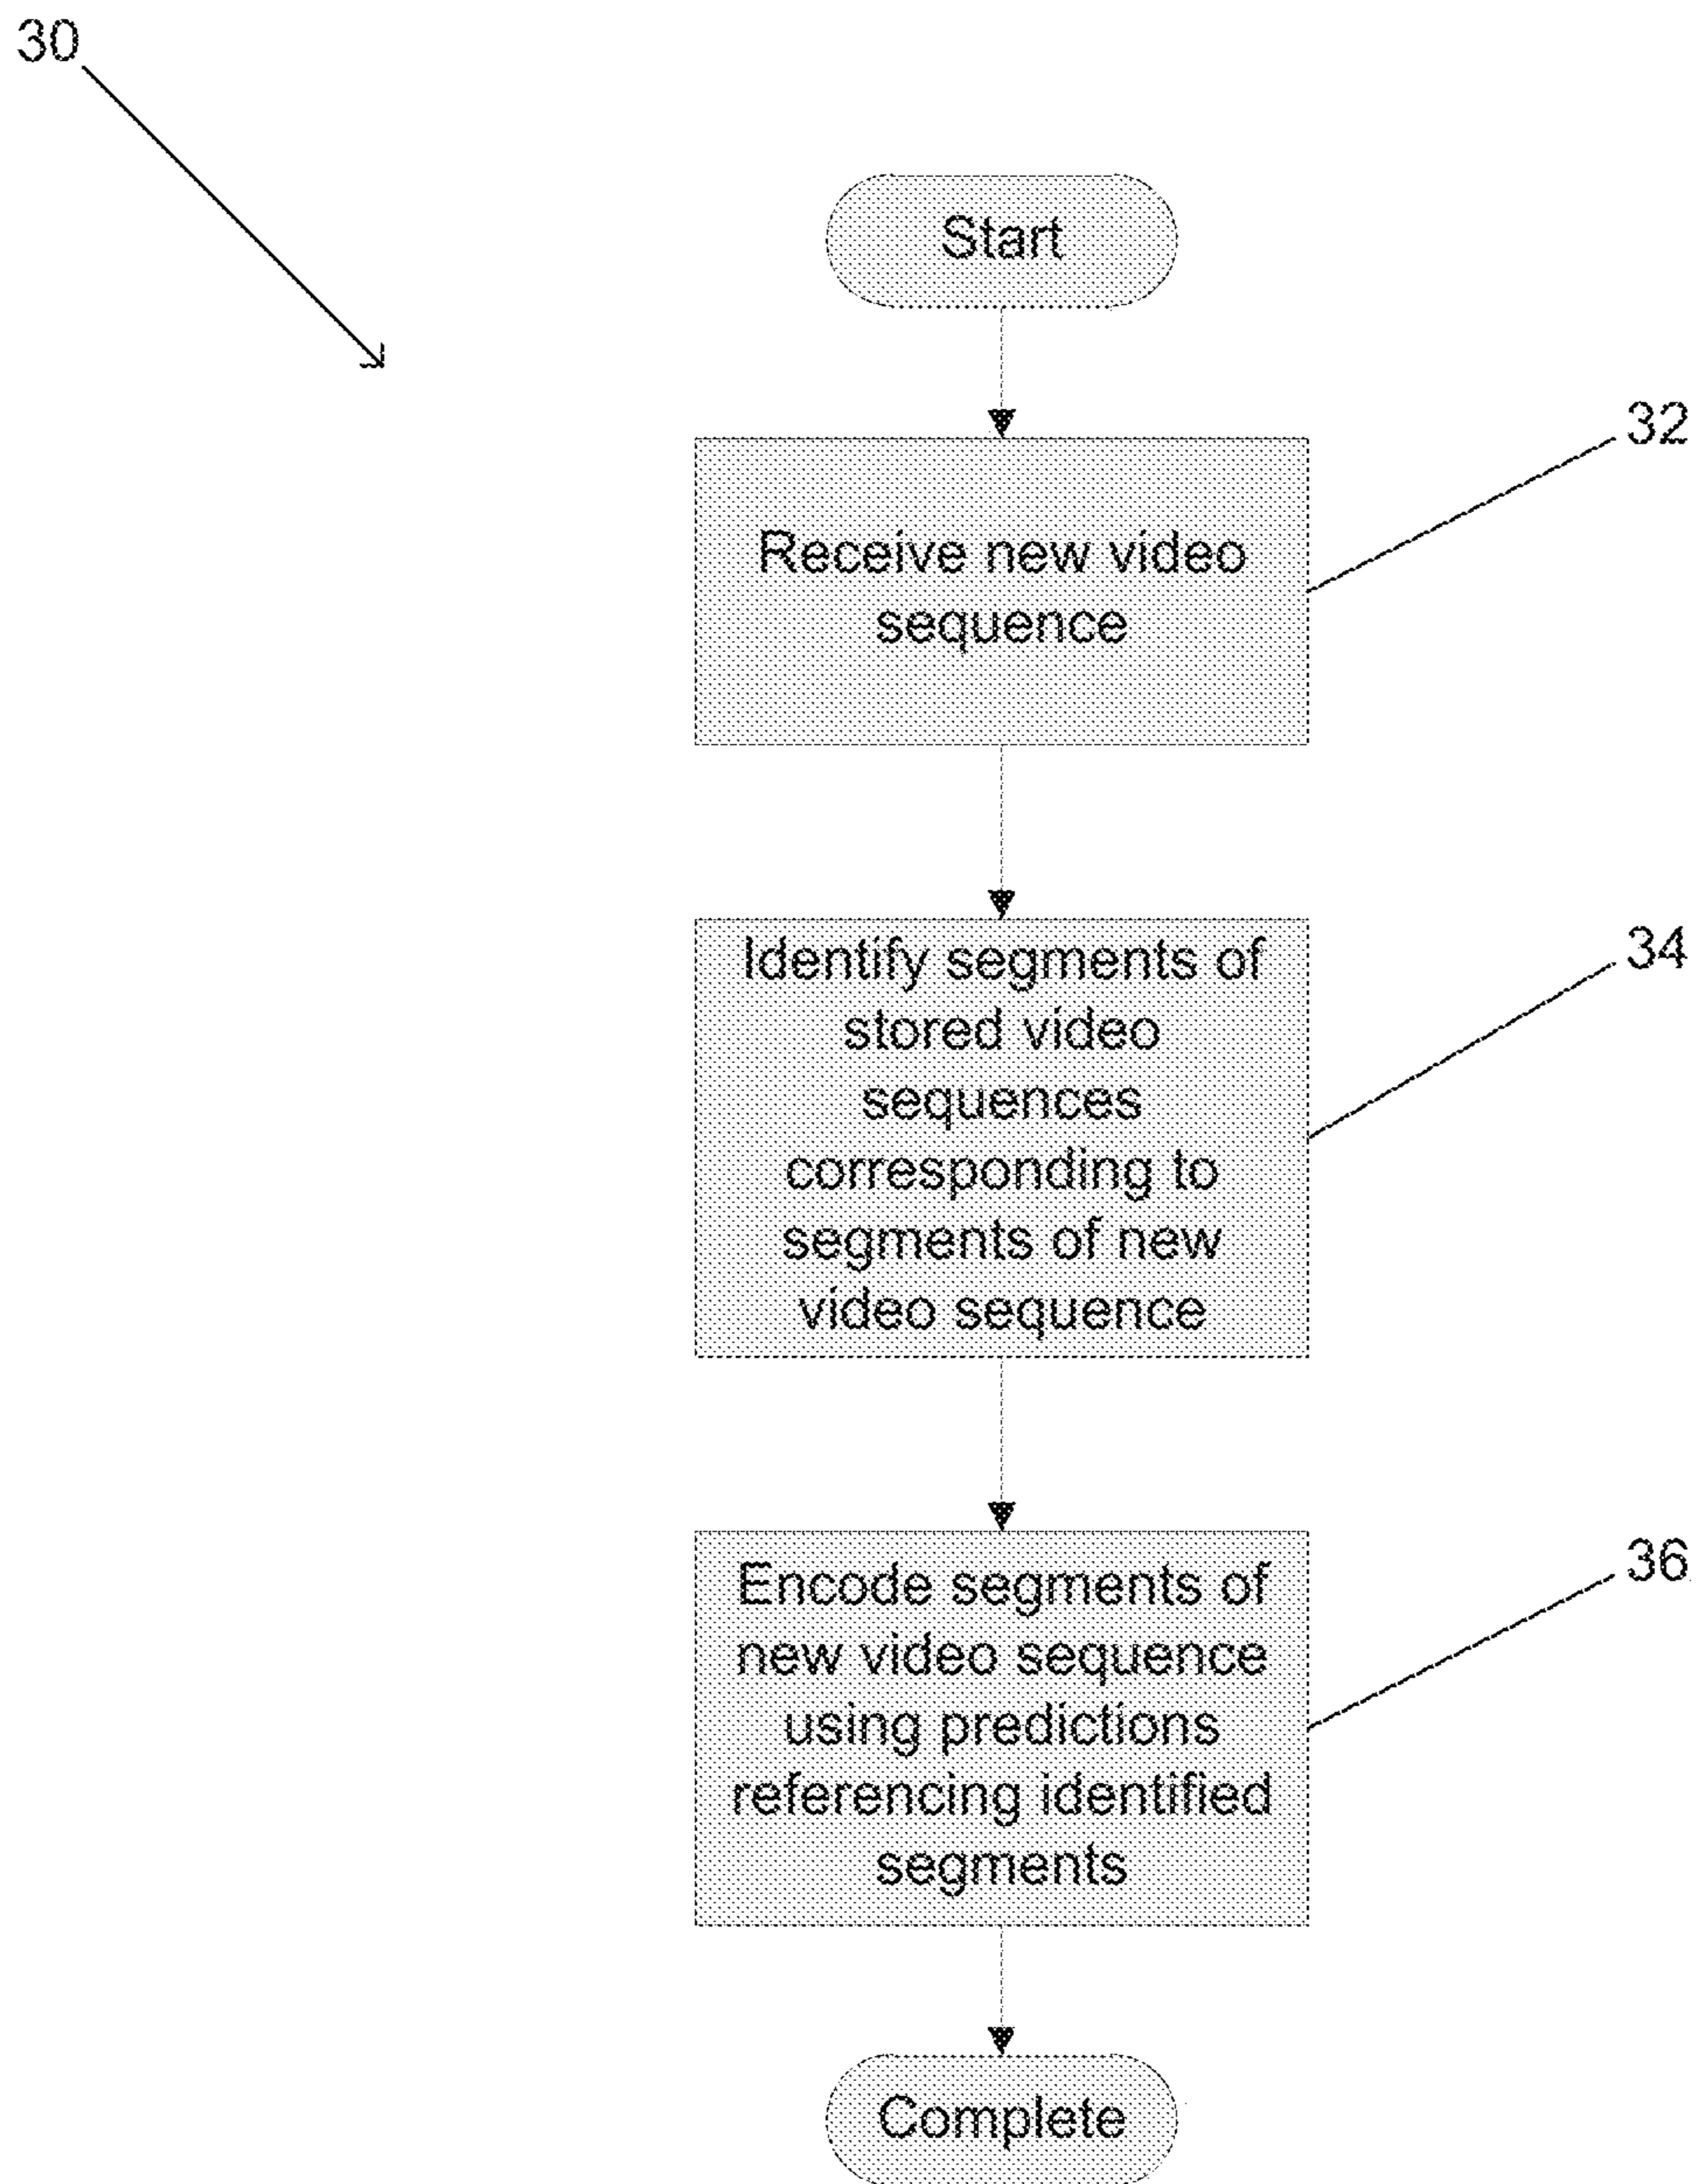 30
Start
32
Receive new video
sequence
34
Identify segments of
stored video
sequences
corresponding to
segments of new
video sequence
36
Encode segments of
new video sequence
using predictions
referencing identified
segments
Complete